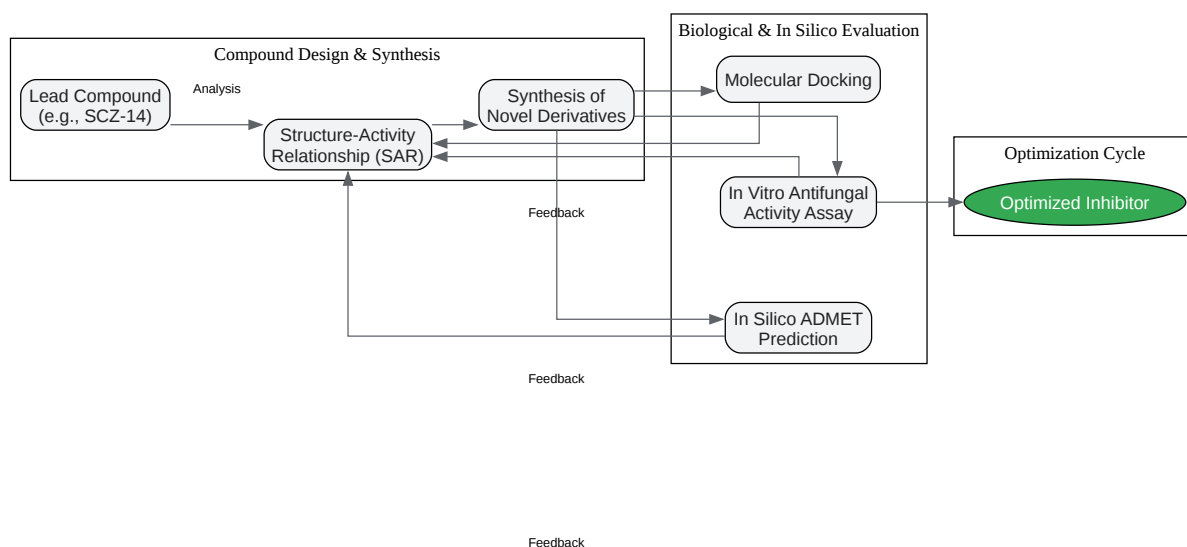 Compound Design & Synthesis
Lead Compound
(e.g., SCZ-14)
Analysis
Structure-Activity
Relationship (SAR)
Synthesis of
Novel Derivatives
Biological & In Silico Evaluation
Molecular Docking
In Vitro Antifungal
Activity Assay
In Silico ADMET
Prediction
Optimization Cycle
Optimized Inhibitor
Feedback
Feedback
Feedback